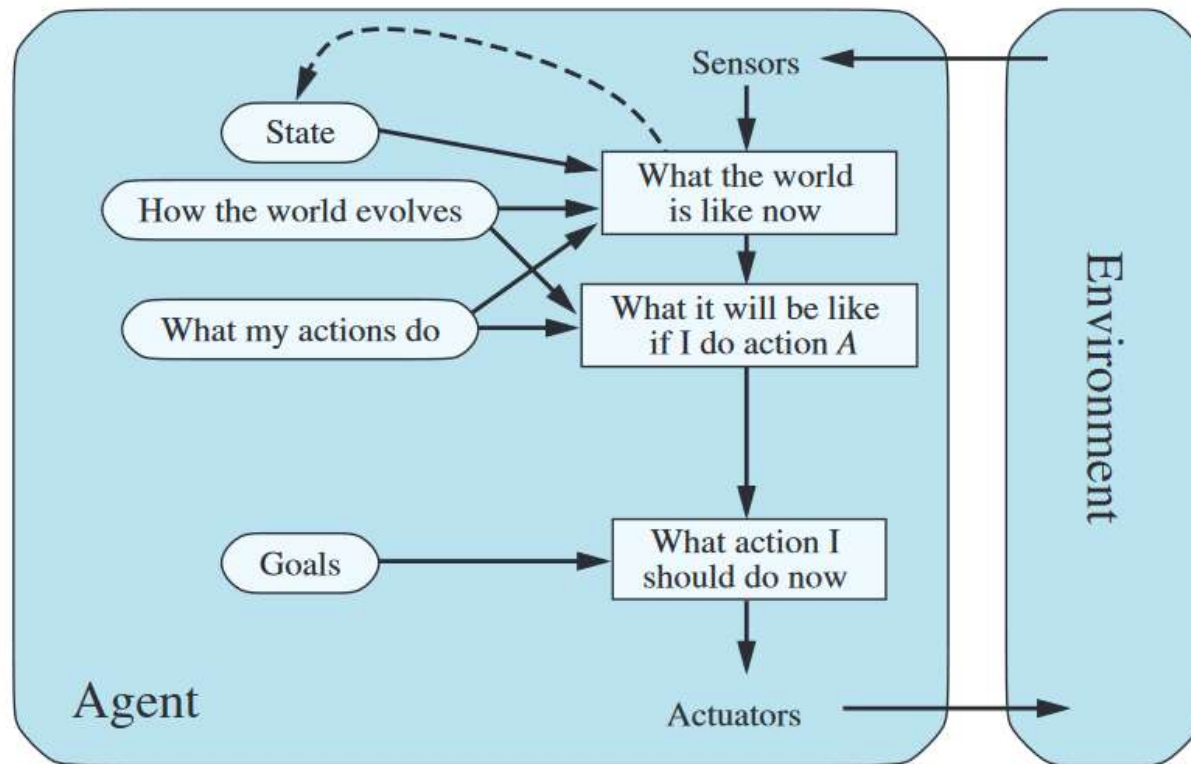 Sensors
State
What the world
is like now
How the world evolves
What it will be like
if I do action A
What my actions do
Environment
What action I
should do now
Goals
Agent
Actuators